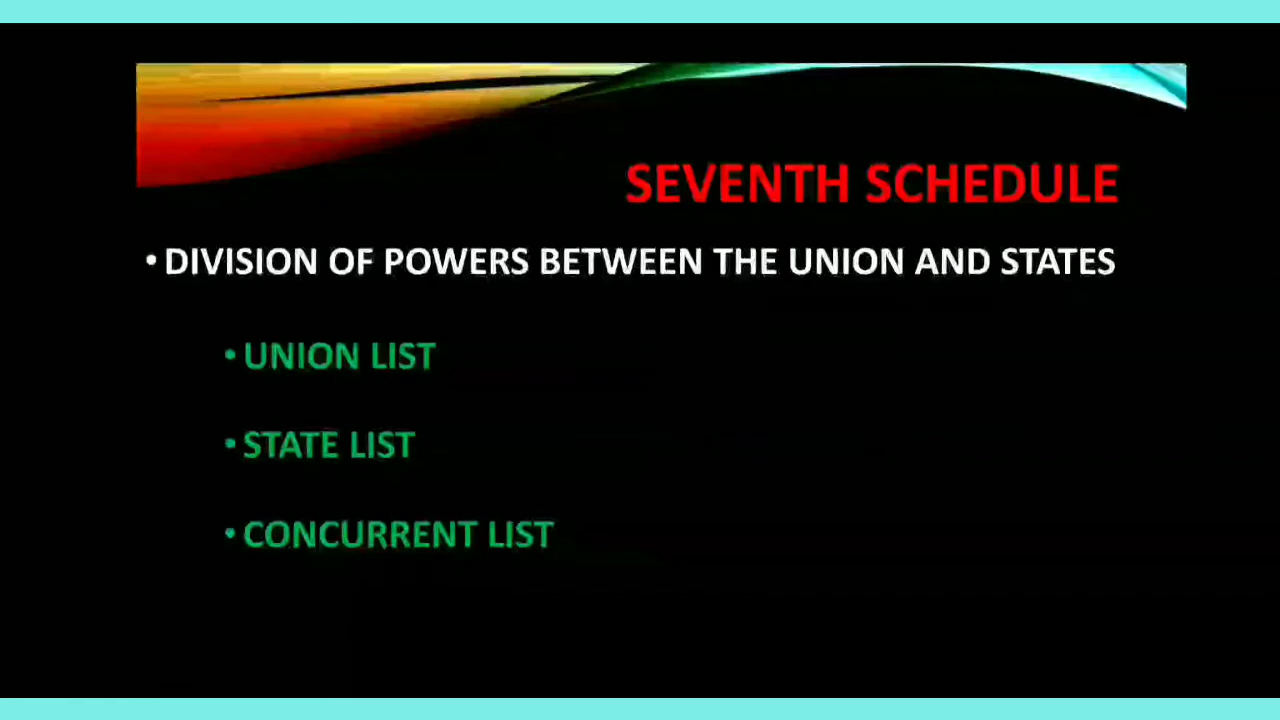 SEVENTH SCHEDULE
• DIVISION OF POWERS BETWEEN THE UNION AND STATES
• UNION LIST
• STATE LIST
• CONCURRENT LIST